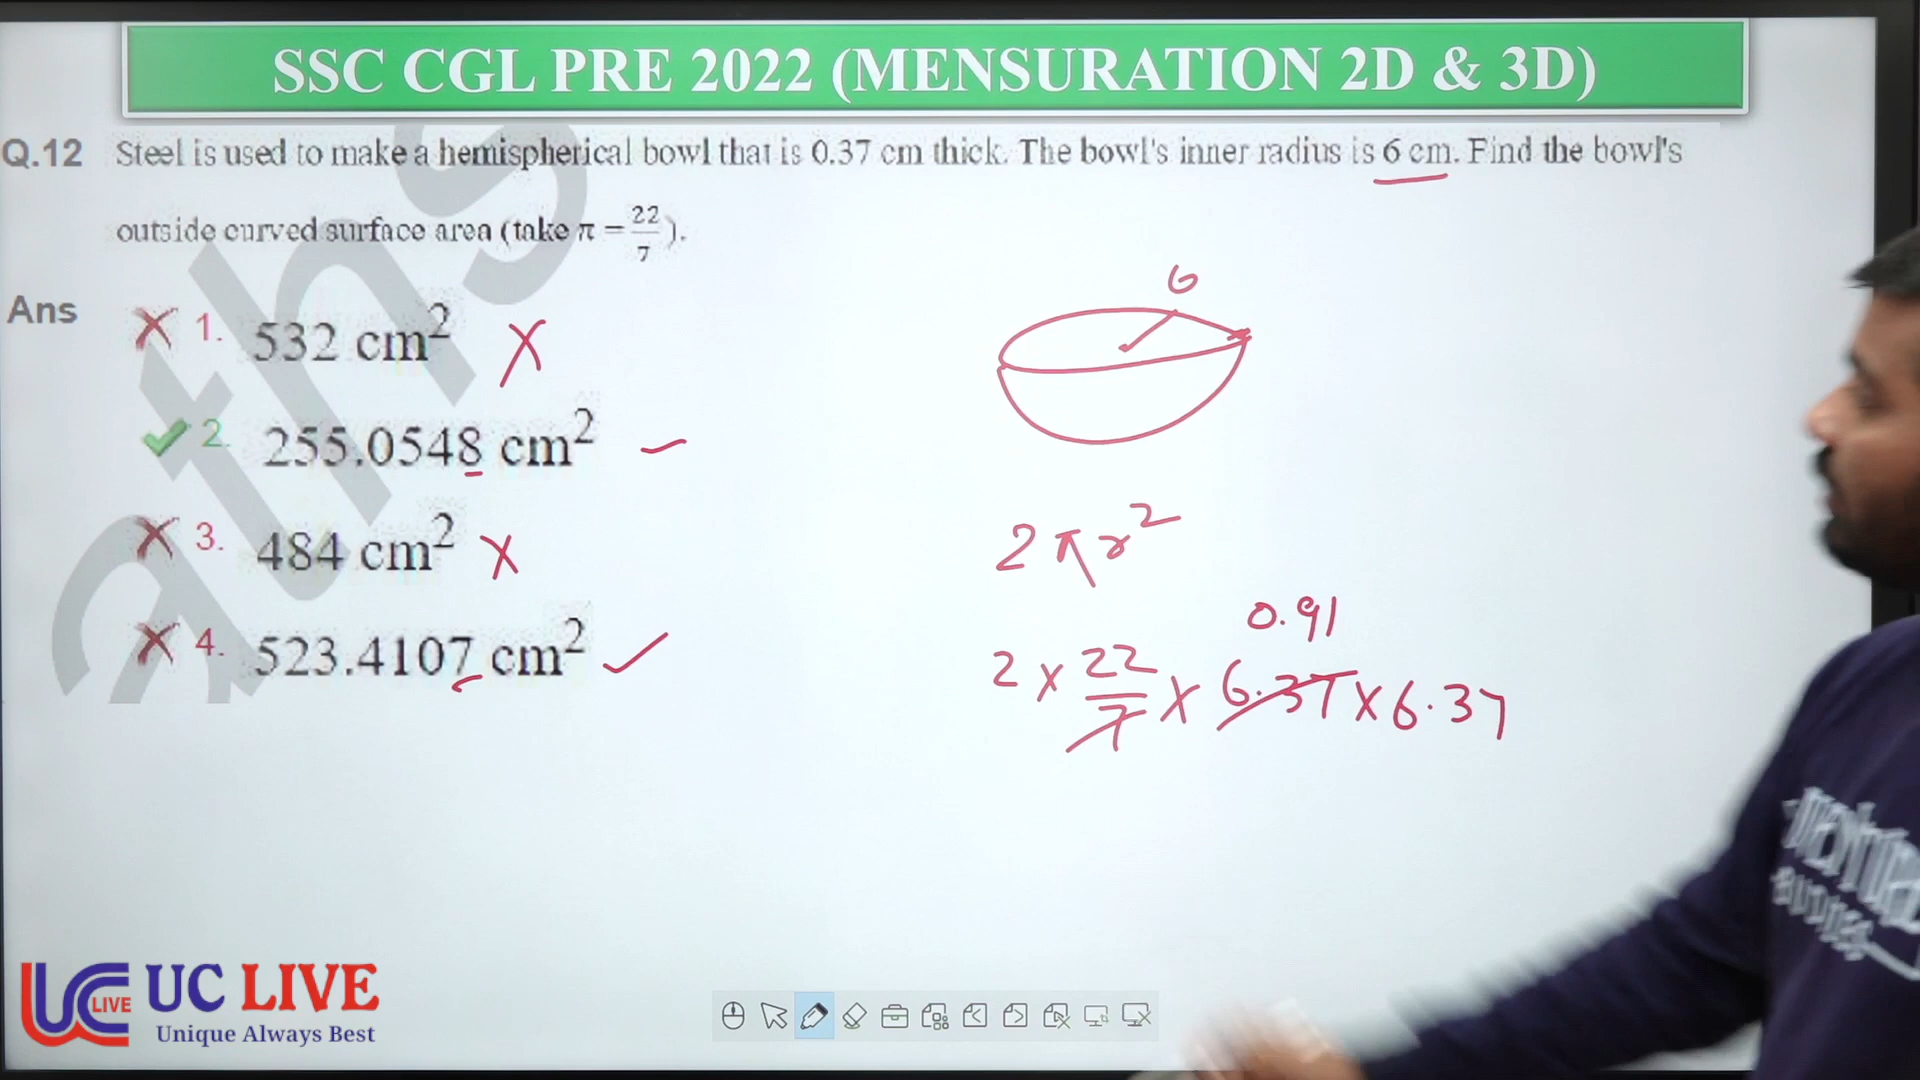 SSC CGL PRE 2022 (MENSURATION 2D & 3D)
Q.12 Steel is used to make a hemispherical bowl that is 0.37 cm thick. The bowl's inner radius is 6 cm. Find the bowl's
outside curved surface area (take π = 22/7).
Ans
1. 532 cm² X
2. 255.0548 cm²
3. 484 cm² X
4. 523.4107 cm² ✓
6
2πr²
0.91
2 × 22/7 × 6.37 × 6.37
aths
UC LIVE
LIVE
Unique Always Best